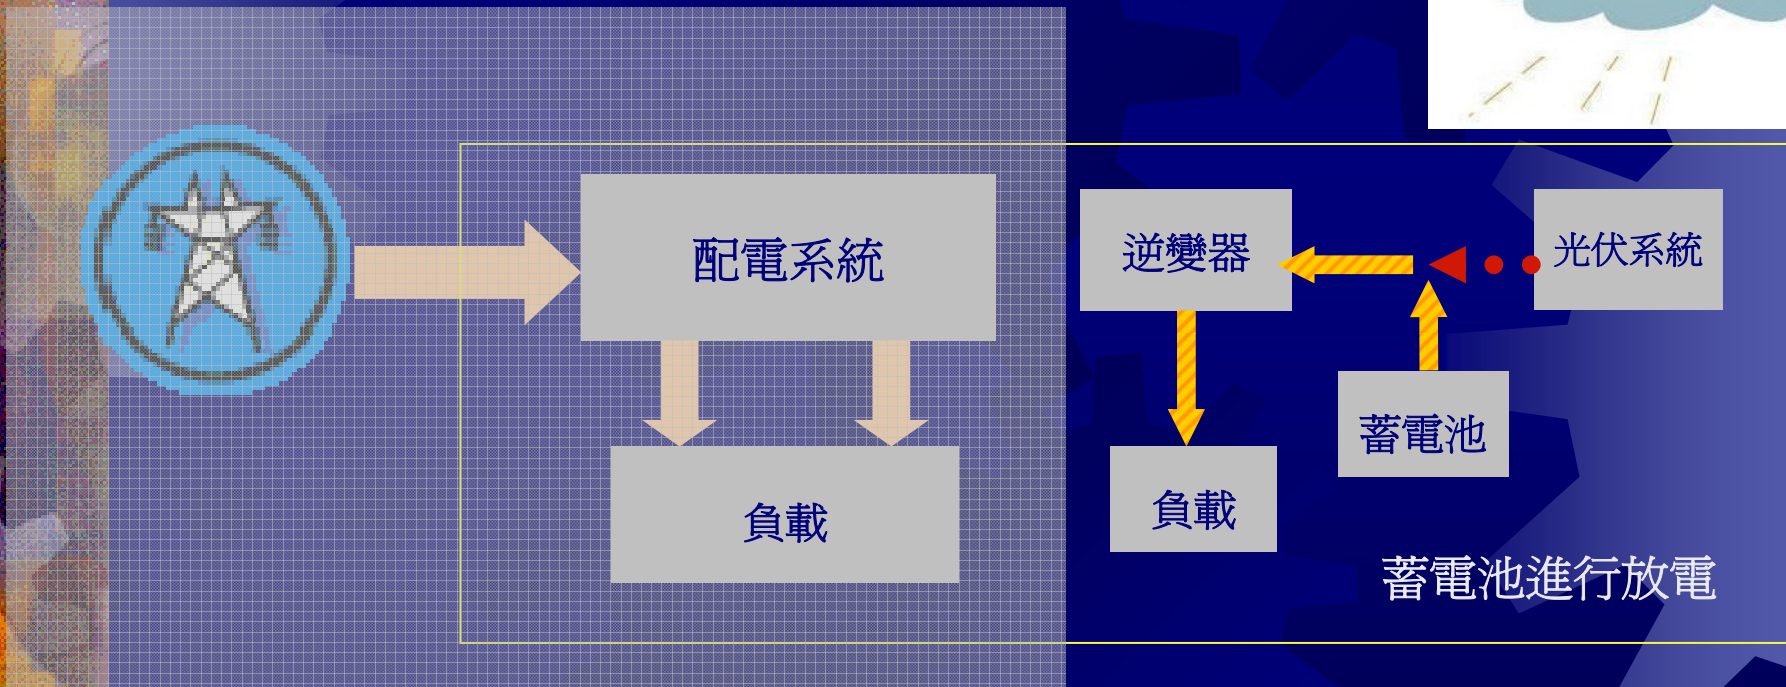 配電系統
逆變器
光伏系統
蓄電池
負載
負載
蓄電池進行放電